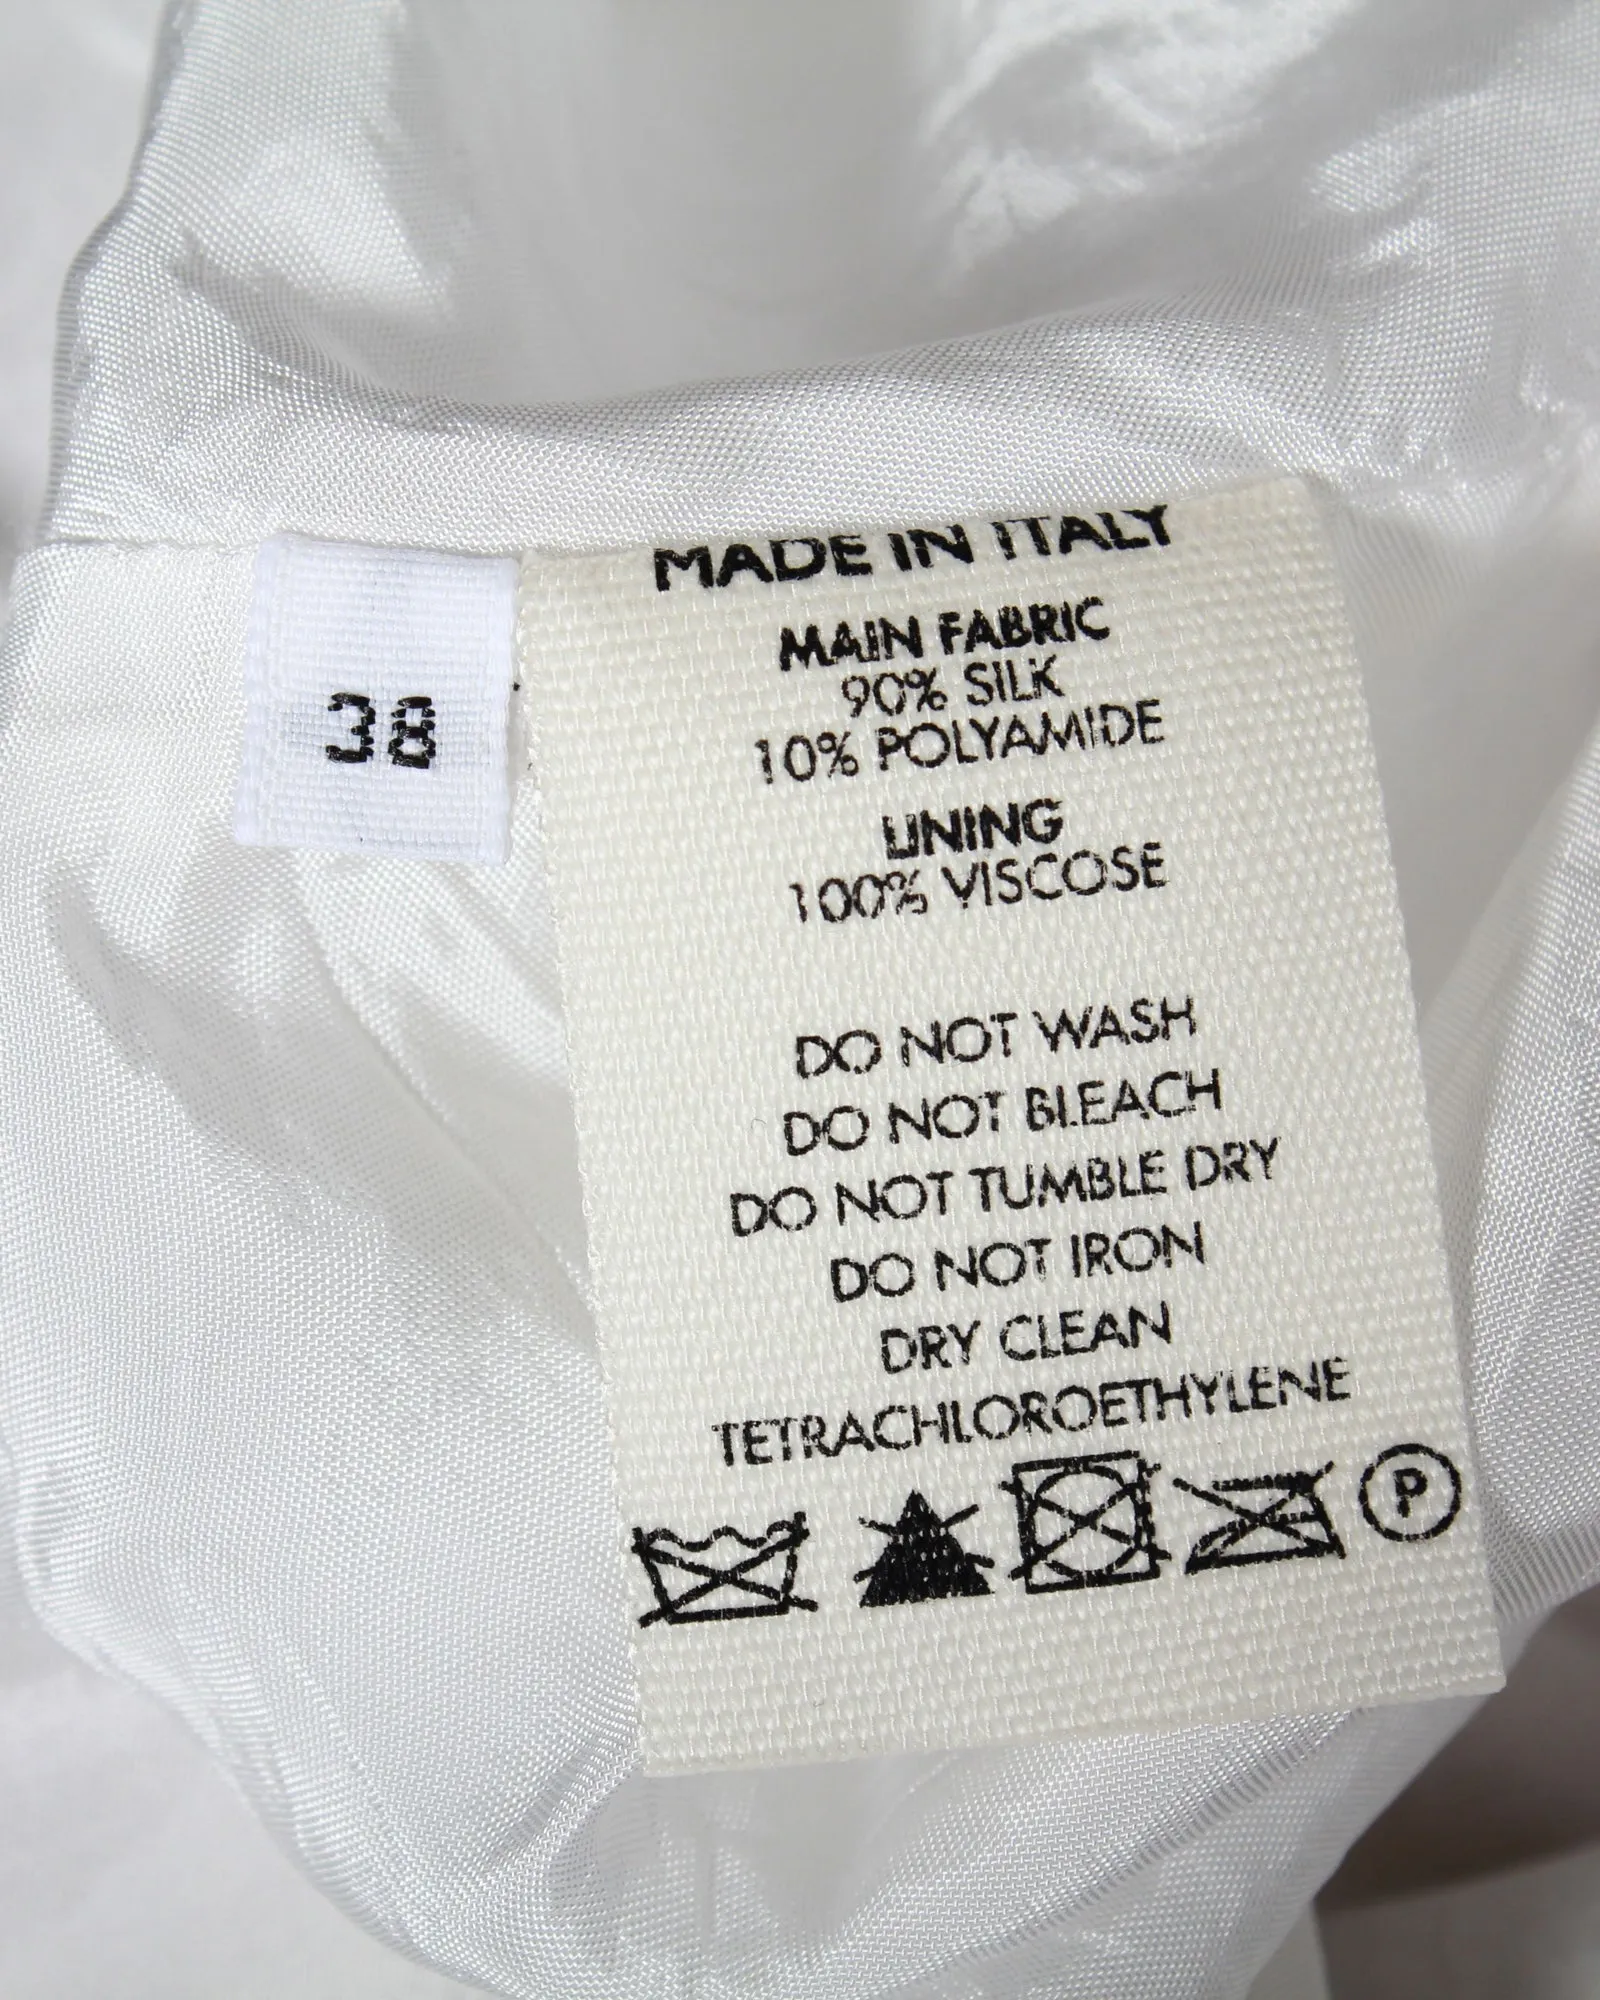 38
MADE IN ITALY
MAIN FABRIC
90% SILK
10% POLYAMIDE
LINING
100% VISCOSE
DO NOT WASH
DO NOT BLEACH
DO NOT TUMBLE DRY
DO NOT IRON
DRY CLEAN
TETRACHLOROETHYLENE
P